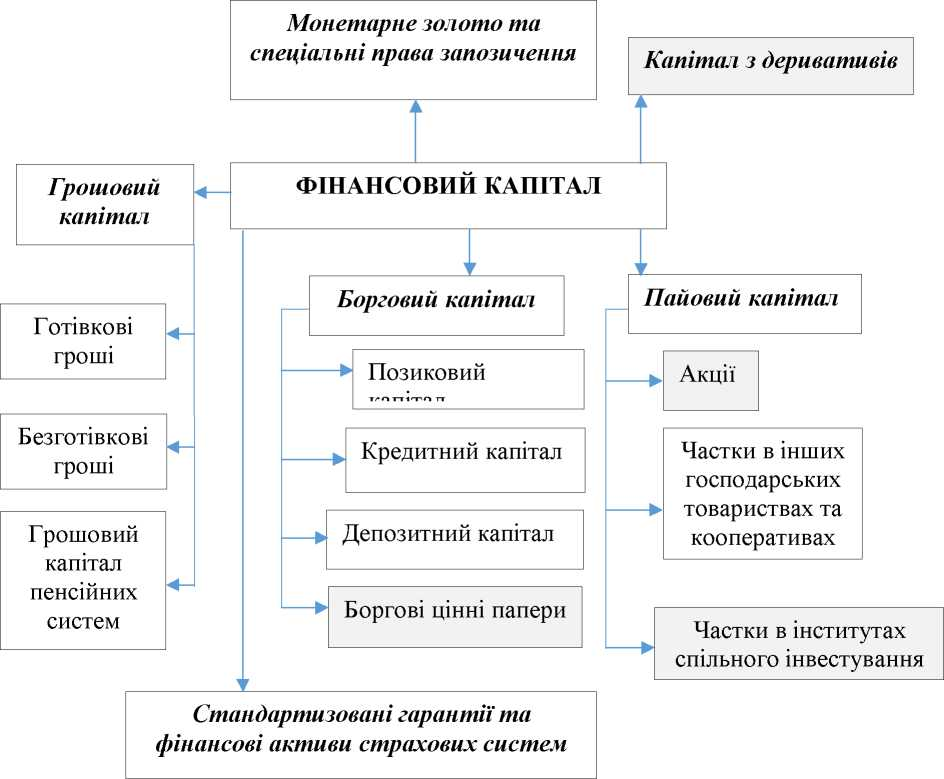 Монетарне золото та
спеціальні права запозичення
Капітал з деривативів
ФІНАНСОВИЙ КАПІТАЛ
Грошовий
капітал
Готівкові
гроші
Безготівкові
гроші
Грошовий
капітал
пенсійних
систем
Борговий капітал
Позиковий
капітал
Кредитний капітал
Депозитний капітал
Боргові цінні папери
Пайовий капітал
Акції
Частки в інших
господарських
товариствах та
кооперативах
Частки в інститутах
спільного інвестування
Стандартизовані гарантії та
фінансові активи страхових систем